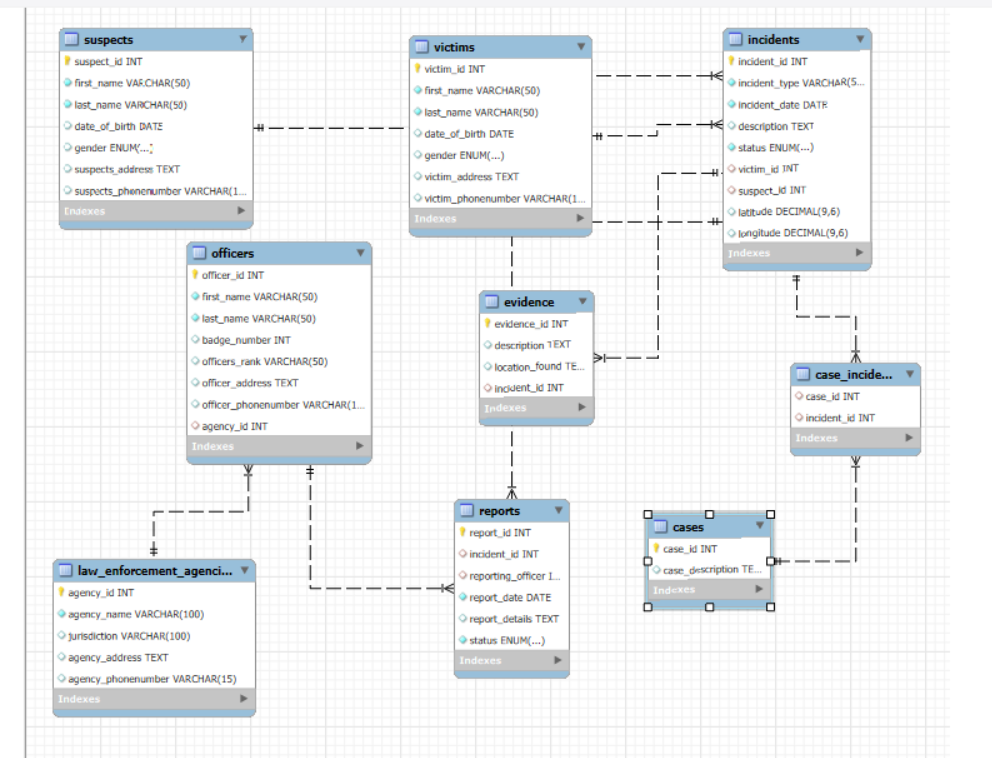 suspects
suspect_id INT
first_name VARCHAR(50)
last_name VARCHAR(50)
date_of_birth DATE
gender ENUM(...)
suspects_address TEXT
suspects_phonenumber VARCHAR(1...
Indexes
victims
victim_id INT
first_name VARCHAR(50)
last_name VARCHAR(50)
date_of_birth DATE
gender ENUM(...)
victim_address TEXT
victim_phonenumber VARCHAR(1...
Indexes
incidents
incident_id INT
incident_type VARCHAR(5...
incident_date DATE
description TEXT
status ENUM(...)
victim_id INT
suspect_id INT
latitude DECIMAL(9,6)
longitude DECIMAL(9,6)
Indexes
officers
officer_id INT
first_name VARCHAR(50)
last_name VARCHAR(50)
badge_number INT
officers_rank VARCHAR(50)
officer_address TEXT
officer_phonenumber VARCHAR(1...
agency_id INT
Indexes
evidence
evidence_id INT
description TEXT
location_found TE...
incident_id INT
Indexes
case_incide...
case_id INT
incident_id INT
Indexes
law_enforcement_agenci...
agency_id INT
agency_name VARCHAR(100)
jurisdiction VARCHAR(100)
agency_address TEXT
agency_phonenumber VARCHAR(15)
Indexes
reports
report_id INT
incident_id INT
reporting_officer I...
report_date DATE
report_details TEXT
status ENUM(...)
Indexes
cases
case_id INT
case_description TE...
Indexes